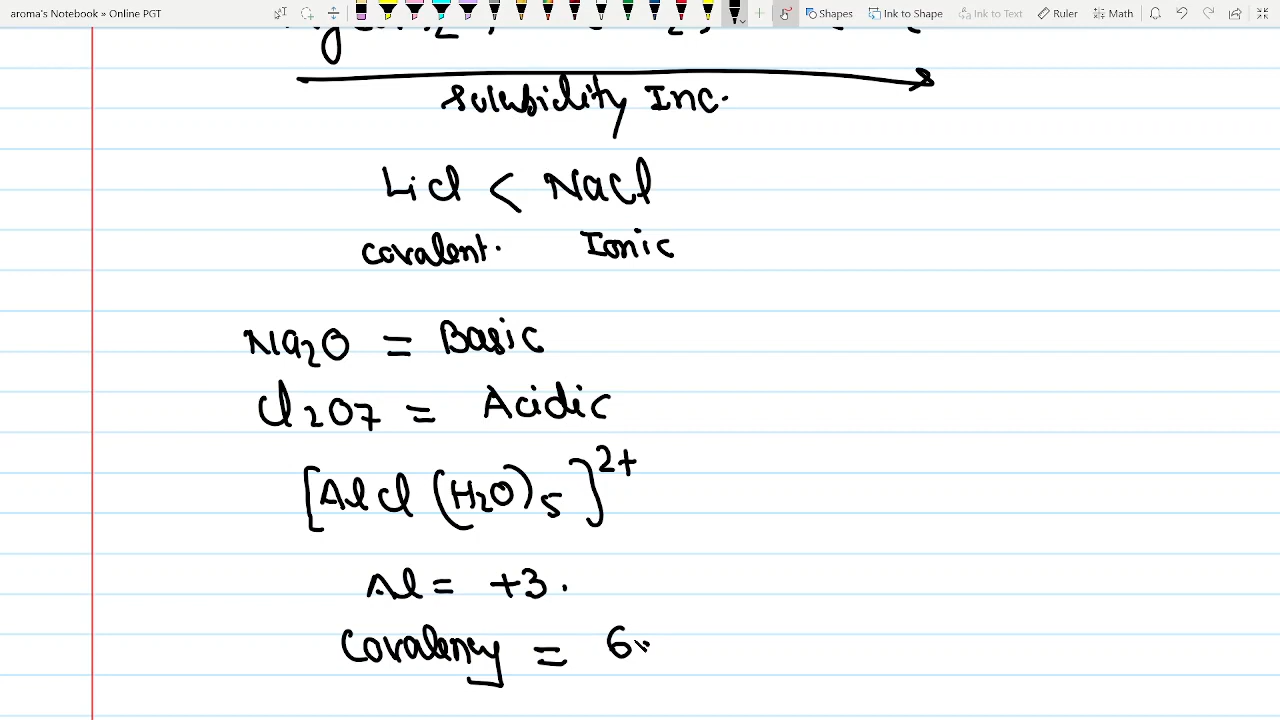 aroma's Notebook » Online PGT
Shapes Ink to Shape Ink to Text Ruler Math
solubility Inc.
LiCl < NaCl
covalent. Ionic
Na2O = Basic
Cl2O7 = Acidic
[AlCl(H2O)5]2+
Al = +3.
Covalency = 6